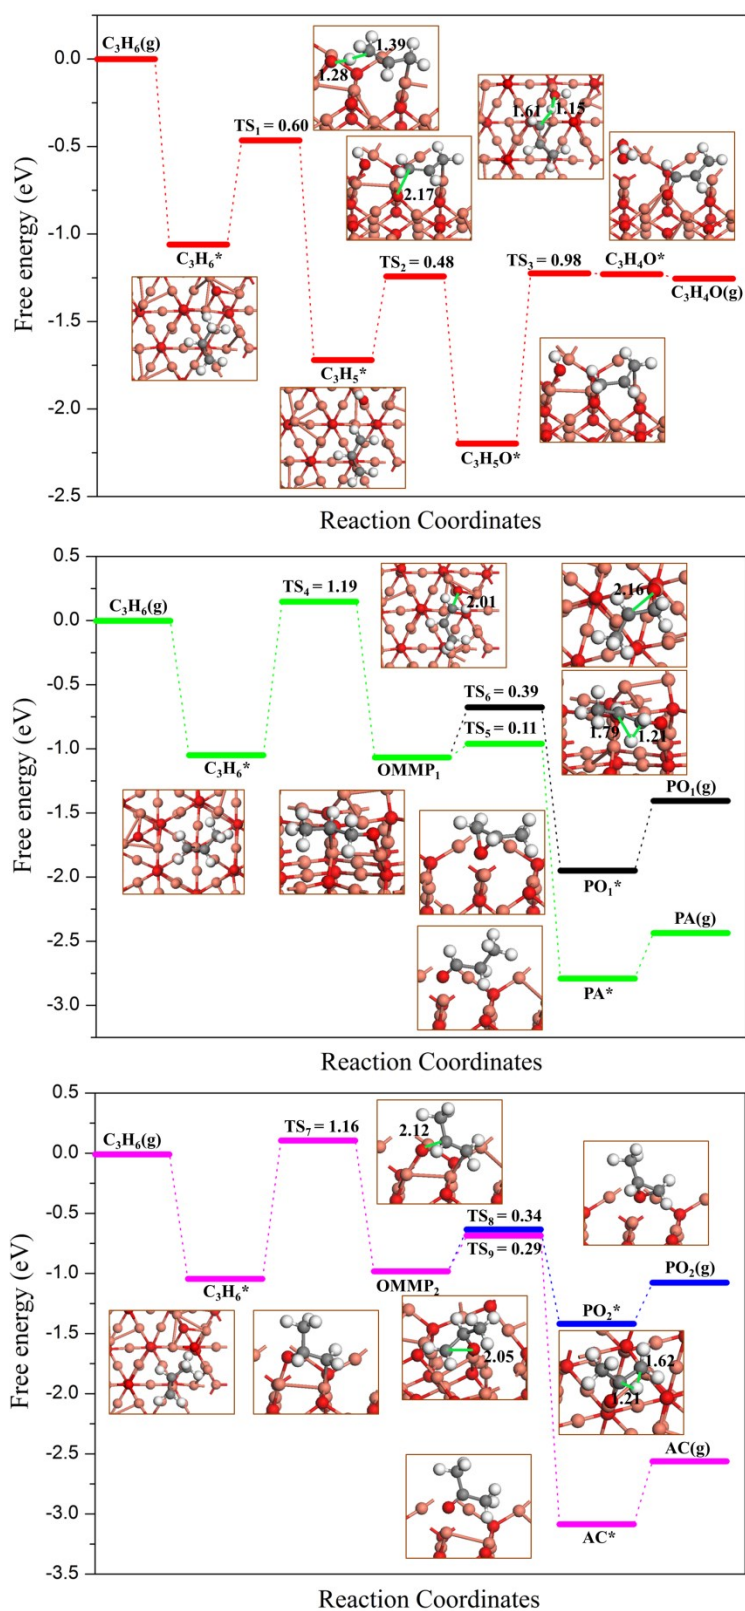 C₃H₆(g)
0.0
1.39
1.28
TS₁ = 0.60
1.61
1.15
-0.5
2.17
-1.0
C₃H₆*
TS₂ = 0.48
TS₃ = 0.98
C₃H₄O*
C₃H₄O(g)
-1.5
C₃H₅*
-2.0
C₃H₅O*
-2.5
Free energy (eV)
Reaction Coordinates
0.5
C₃H₆(g)
TS₄ = 1.19
2.01
2.16
0.0
-0.5
TS₆ = 0.39
TS₅ = 0.11
1.79
1.21
-1.0
C₃H₆*
OMMP₁
PO₁(g)
-1.5
PO₁*
-2.0
PA(g)
-2.5
PA*
-3.0
Free energy (eV)
Reaction Coordinates
0.5
C₃H₆(g)
TS₇ = 1.16
2.12
0.0
-0.5
TS₈ = 0.34
TS₉ = 0.29
-1.0
C₃H₆*
OMMP₂
PO₂*
PO₂(g)
2.05
1.62
1.21
-1.5
-2.0
AC(g)
-2.5
-3.0
AC*
-3.5
Free energy (eV)
Reaction Coordinates